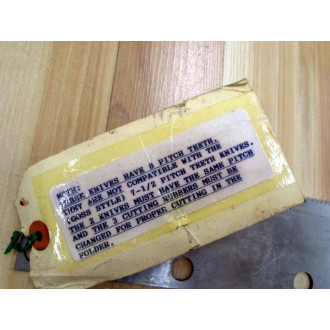 NOTE:
THESE KNIVES HAVE 8 PITCH TEETH.
THEY ARE NOT COMPATIBLE WITH THE
(GOSS STYLE) 7-1/2 PITCH TEETH KNIVES.
THE 2 KNIVES MUST HAVE THE SAME PITCH
AND THE 3 CUTTING RUBBERS MUST BE
CHANGED FOR PROPER CUTTING IN THE
FOLDER.